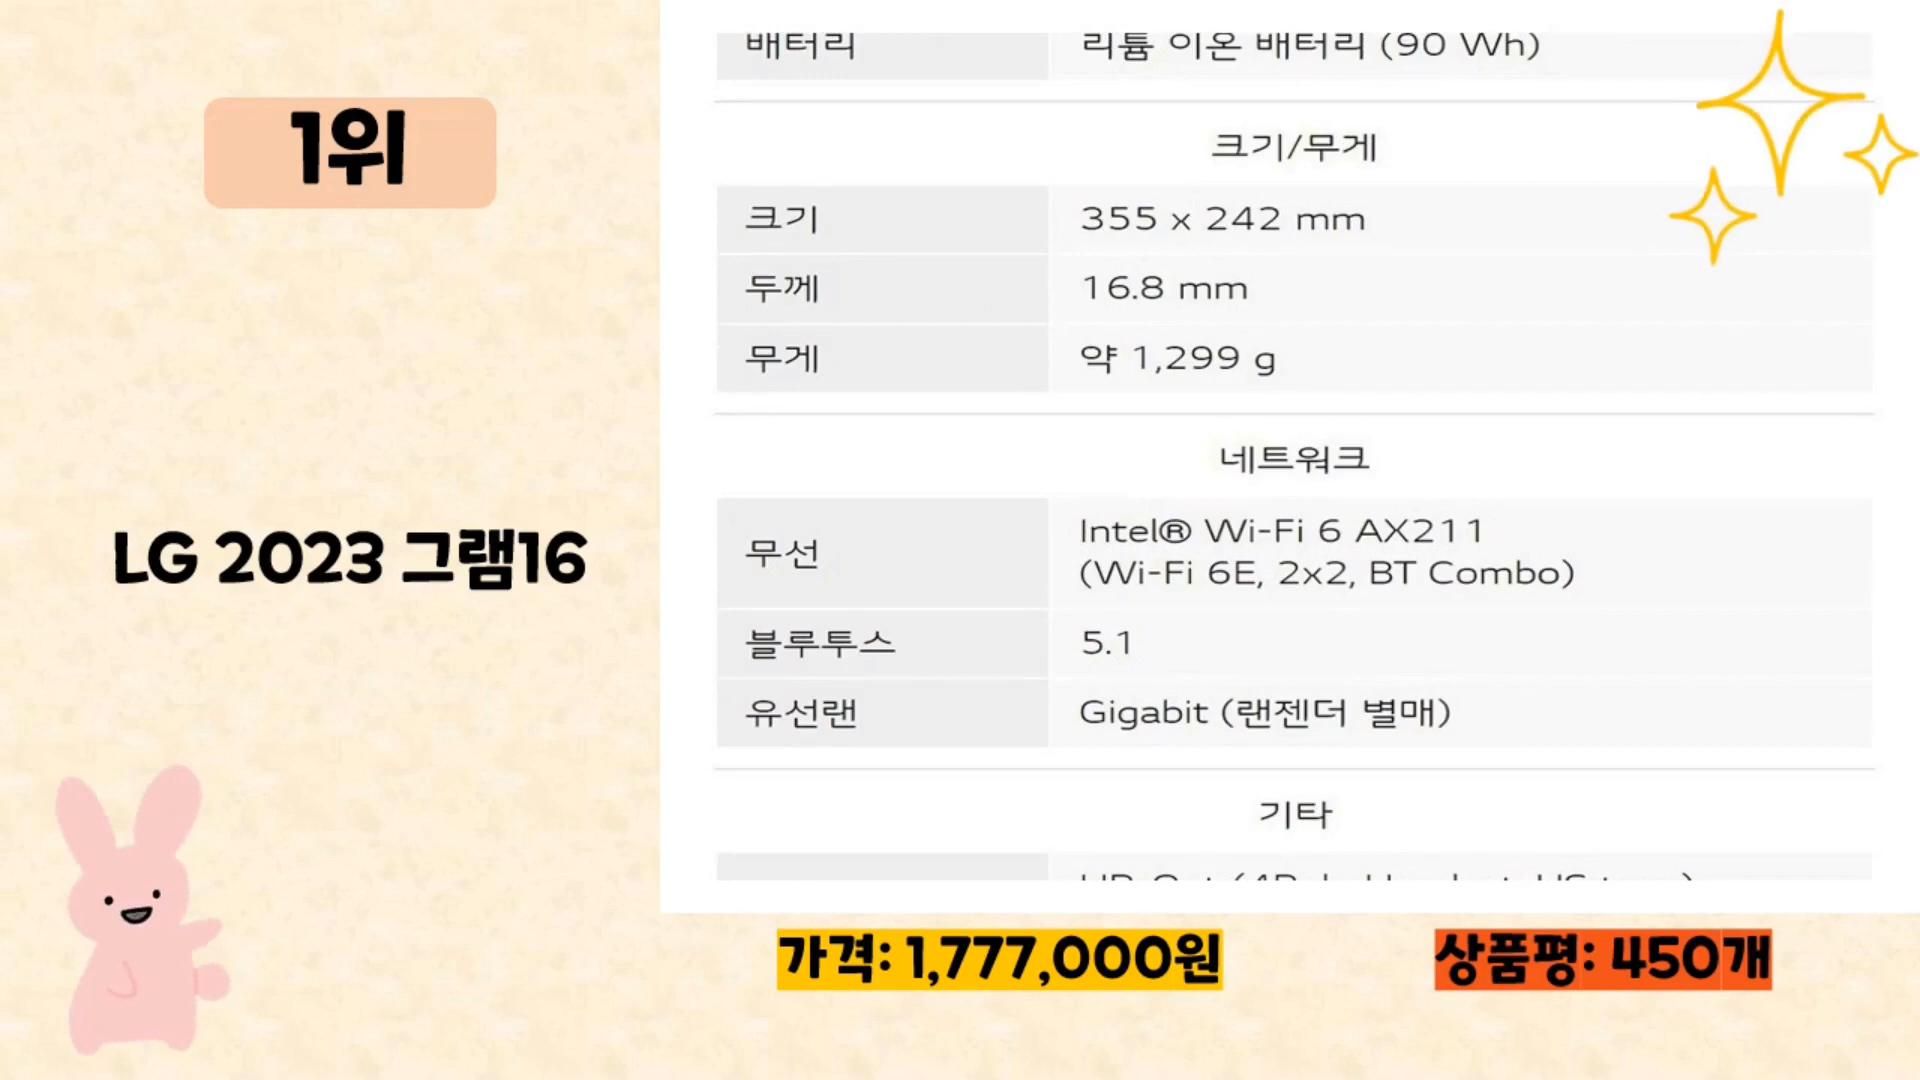 1위
LG 2023 그램16
배터리 리튬 이온 배터리 (90 Wh)
크기/무게
크기 355 x 242 mm
두께 16.8 mm
무게 약 1,299 g
네트워크
무선 Intel® Wi-Fi 6 AX211
(Wi-Fi 6E, 2x2, BT Combo)
블루투스 5.1
유선랜 Gigabit (랜젠더 별매)
기타
가격: 1,777,000원
상품평: 450개